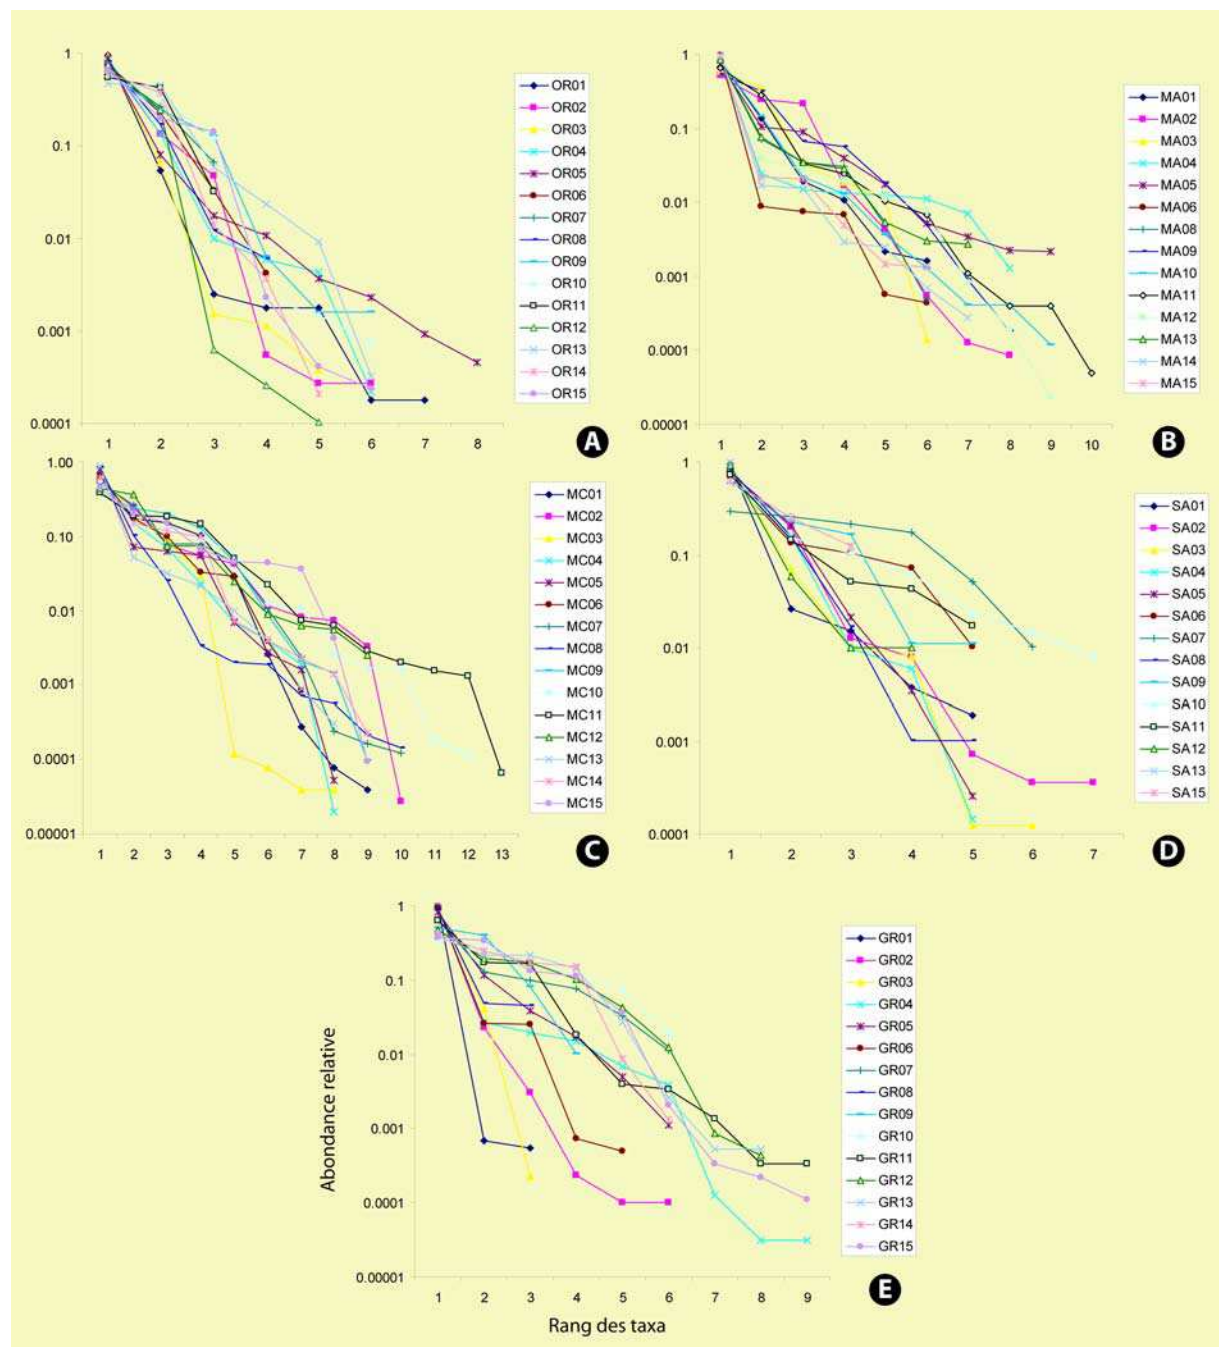 1
0.1
0.01
0.001
0.0001
1 2 3 4 5 6 7 8
OR01
OR02
OR03
OR04
OR05
OR06
OR07
OR08
OR09
OR10
OR11
OR12
OR13
OR14
OR15
A
1
0.1
0.01
0.001
0.0001
0.00001
1 2 3 4 5 6 7 8 9 10
MA01
MA02
MA03
MA04
MA05
MA06
MA08
MA09
MA10
MA11
MA12
MA13
MA14
MA15
B
1.00
0.10
0.01
0.001
0.0001
0.00001
1 2 3 4 5 6 7 8 9 10 11 12 13
MC01
MC02
MC03
MC04
MC05
MC06
MC07
MC08
MC09
MC10
MC11
MC12
MC13
MC14
MC15
C
1
0.1
0.01
0.001
0.0001
1 2 3 4 5 6 7
SA01
SA02
SA03
SA04
SA05
SA06
SA07
SA08
SA09
SA10
SA11
SA12
SA13
SA15
D
Abondance relative
1
0.1
0.01
0.001
0.0001
0.00001
1 2 3 4 5 6 7 8 9
Rang des taxa
GR01
GR02
GR03
GR04
GR05
GR06
GR07
GR08
GR09
GR10
GR11
GR12
GR13
GR14
GR15
E